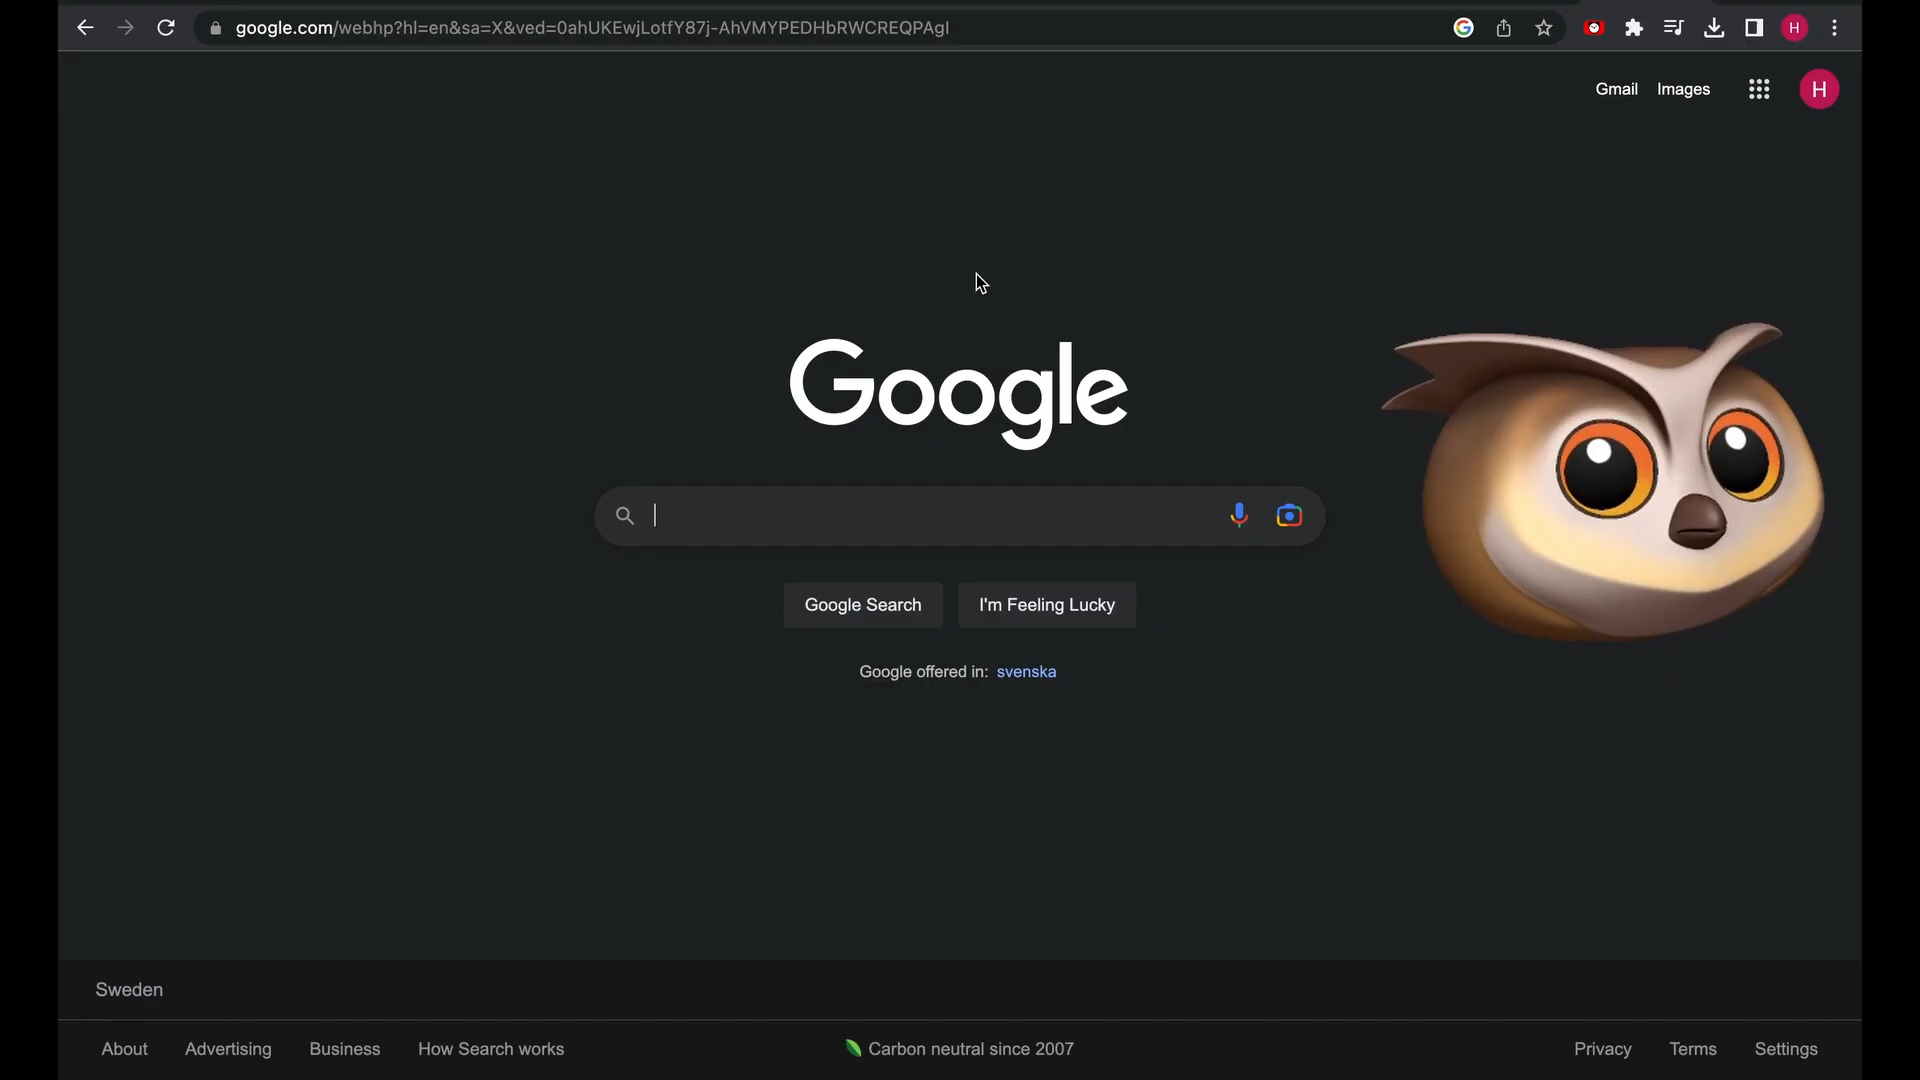 google.com/webhp?hl=en&sa=X&ved=0ahUKEwjLotfY87j-AhVMYPEDHbRWCREQPAgI
H
Gmail Images
H
Google
Google Search I'm Feeling Lucky
Google offered in: svenska
Sweden
About Advertising Business How Search works Carbon neutral since 2007 Privacy Terms Settings